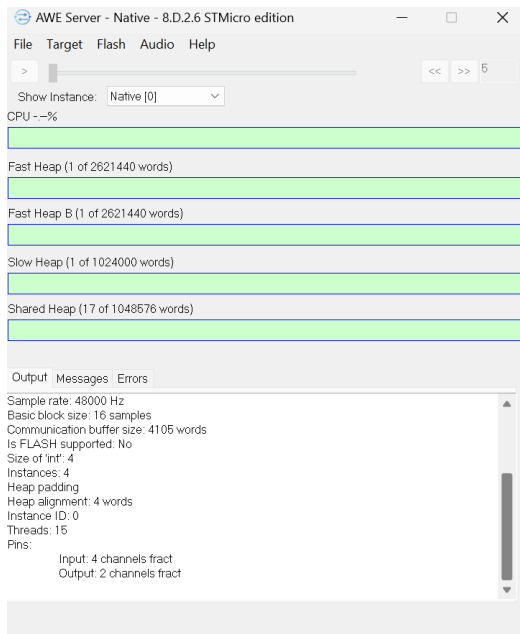 AWE Server - Native - 8.D.2.6 STMicro edition
File Target Flash Audio Help
> << >> 5
Show Instance: Native [0]
CPU -.--%
Fast Heap (1 of 2621440 words)
Fast Heap B (1 of 2621440 words)
Slow Heap (1 of 1024000 words)
Shared Heap (17 of 1048576 words)
Output Messages Errors
Sample rate: 48000 Hz
Basic block size: 16 samples
Communication buffer size: 4105 words
Is FLASH supported: No
Size of 'int': 4
Instances: 4
Heap padding
Heap alignment: 4 words
Instance ID: 0
Threads: 15
Pins:
Input: 4 channels fract
Output: 2 channels fract